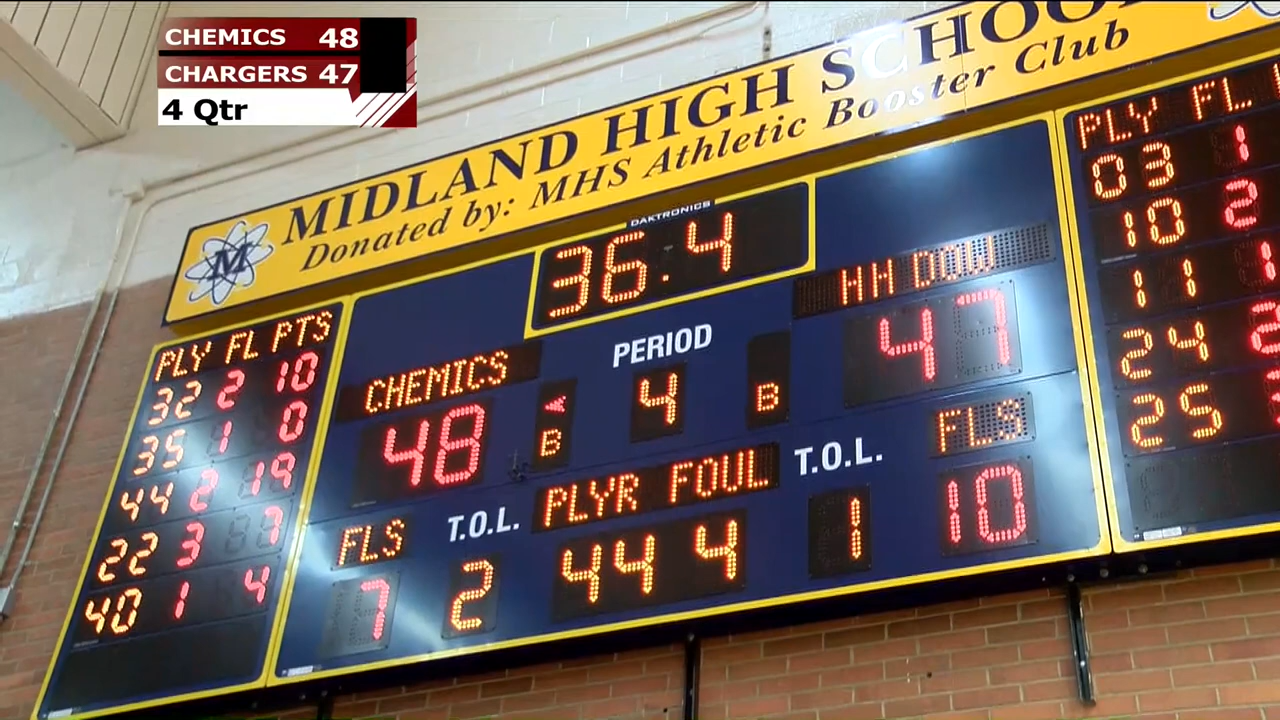 CHEMICS 48
CHARGERS 47
4 Qtr
MIDLAND HIGH SCHOOL
Donated by: MHS Athletic Booster Club
M
DAKTRONICS
36.4
PLY FL PTS
32 2 10
35 1 0
44 2 19
22 3 7
40 1 4
CHEMICS
48
PERIOD
4
B
B
HH DOW
47
FLS
7
T.O.L.
2
PLYR FOUL
44 4
T.O.L.
1
FLS
10
PLY FL
03 1
10 2
11 1
24 2
25